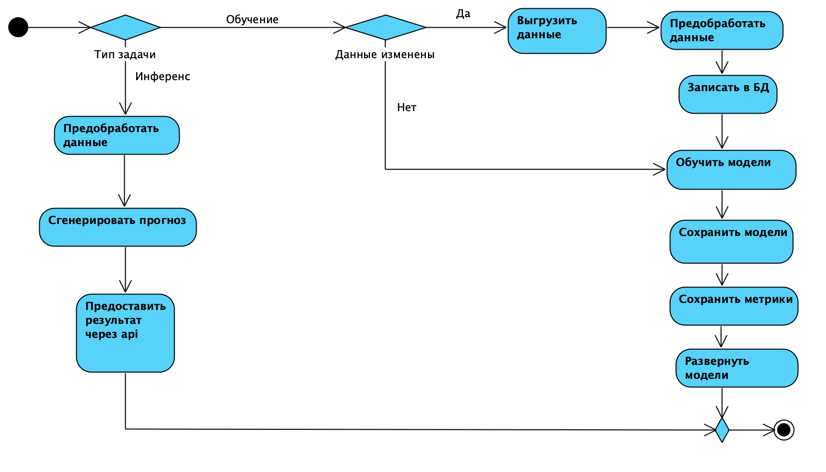 Обучение
Да
Выгрузить
данные
Предобработать
данные
Тип задачи
Данные изменены
Инференс
Записать в БД
Нет
Предобработать
данные
Обучить модели
Сгенерировать прогноз
Сохранить модели
Предоставить
результат
через api
Сохранить метрики
Развернуть
модели